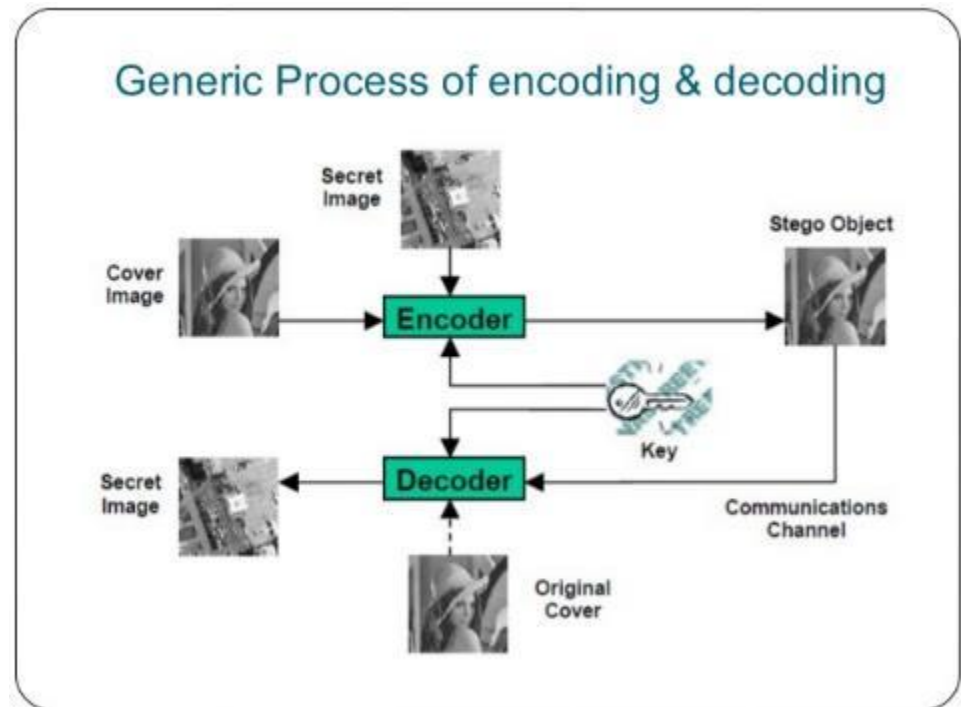 Generic Process of encoding & decoding
Secret
Image
Stego Object
Cover
Image
Encoder
Key
Secret
Image
Decoder
Communications
Channel
Original
Cover